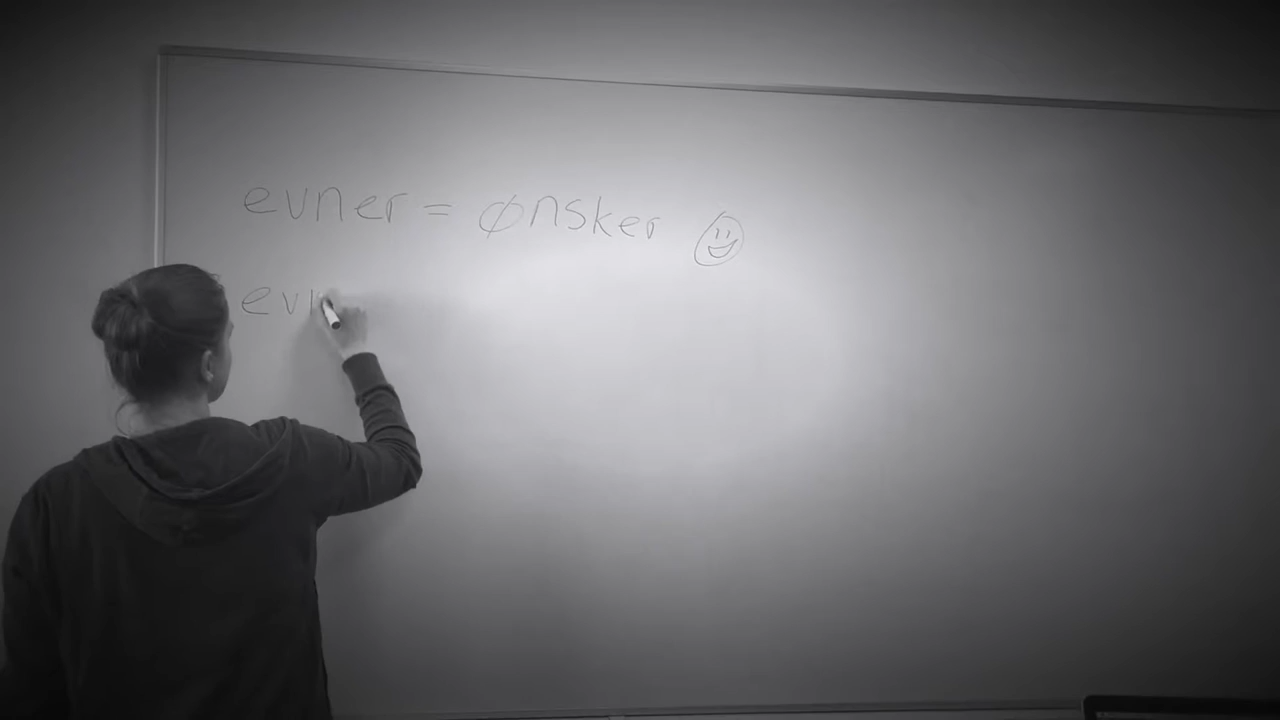 evner = ønsker ☺
ev